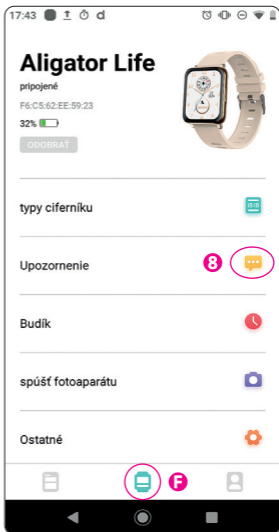 17:43
Aligator Life
pripojené
F6:C5:62:EE:59:23
32%
ODOBRAŤ
typy ciferníku
Upozornenie
8
Budík
spúšť fotoaparátu
Ostatné
F